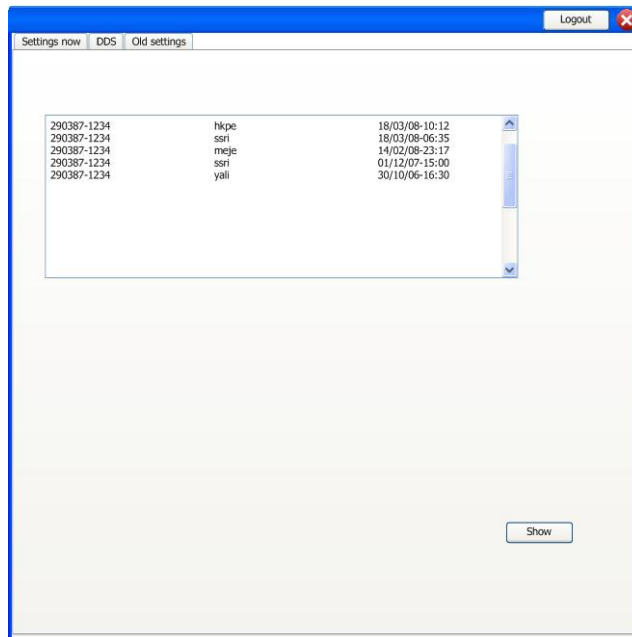 Logout
Settings now DDS Old settings
290387-1234 hkpe 18/03/08-10:12
290387-1234 ssri 18/03/08-06:35
290387-1234 meje 14/02/08-23:17
290387-1234 ssri 01/12/07-15:00
290387-1234 yali 30/10/06-16:30
Show